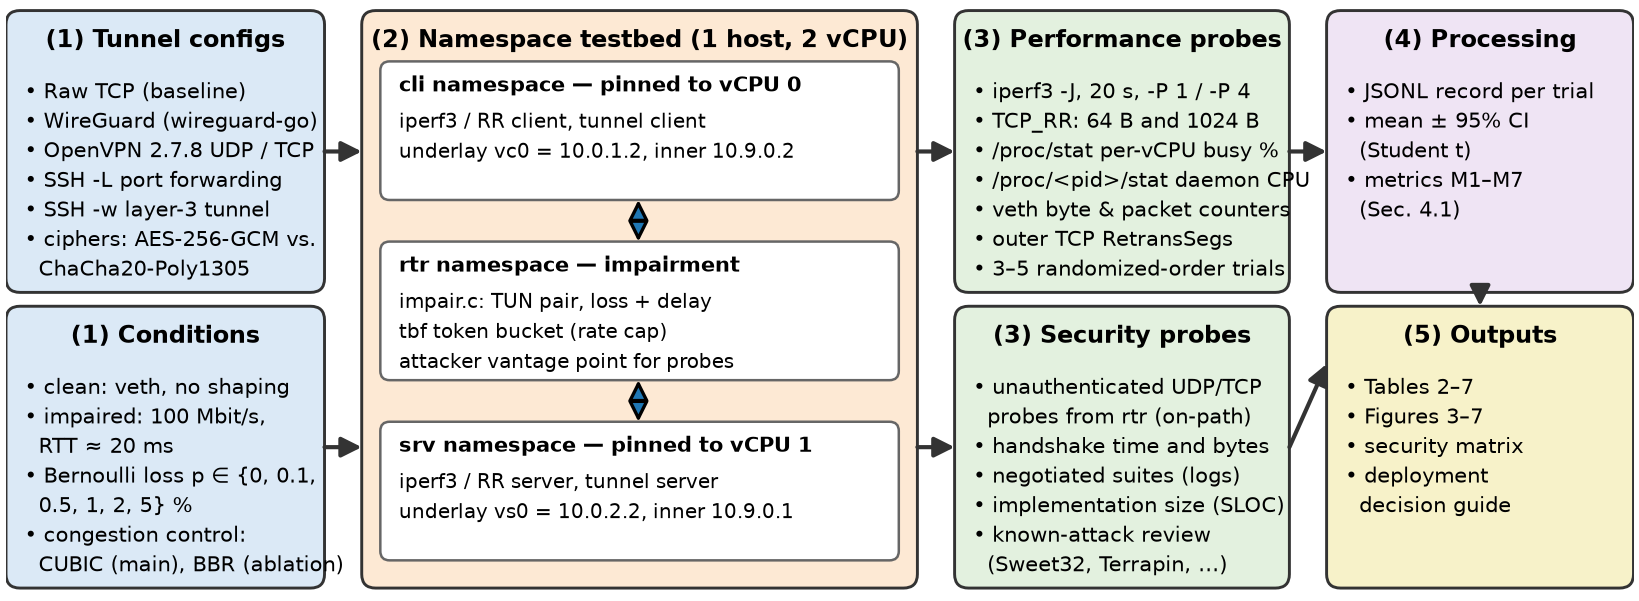 (1) Tunnel configs
• Raw TCP (baseline)
• WireGuard (wireguard-go)
• OpenVPN 2.7.8 UDP / TCP
• SSH -L port forwarding
• SSH -w layer-3 tunnel
• ciphers: AES-256-GCM vs.
ChaCha20-Poly1305
(1) Conditions
• clean: veth, no shaping
• impaired: 100 Mbit/s,
RTT ≈ 20 ms
• Bernoulli loss p ∈ {0, 0.1,
0.5, 1, 2, 5} %
• congestion control:
CUBIC (main), BBR (ablation)
(2) Namespace testbed (1 host, 2 vCPU)
cli namespace — pinned to vCPU 0
iperf3 / RR client, tunnel client
underlay vc0 = 10.0.1.2, inner 10.9.0.2
rtr namespace — impairment
impair.c: TUN pair, loss + delay
tbf token bucket (rate cap)
attacker vantage point for probes
srv namespace — pinned to vCPU 1
iperf3 / RR server, tunnel server
underlay vs0 = 10.0.2.2, inner 10.9.0.1
(3) Performance probes
• iperf3 -J, 20 s, -P 1 / -P 4
• TCP_RR: 64 B and 1024 B
• /proc/stat per-vCPU busy %
• /proc/<pid>/stat daemon CPU
• veth byte & packet counters
• outer TCP RetransSegs
• 3–5 randomized-order trials
(3) Security probes
• unauthenticated UDP/TCP
probes from rtr (on-path)
• handshake time and bytes
• negotiated suites (logs)
• implementation size (SLOC)
• known-attack review
(Sweet32, Terrapin, ...)
(4) Processing
• JSONL record per trial
• mean ± 95% CI
(Student t)
• metrics M1–M7
(Sec. 4.1)
(5) Outputs
• Tables 2–7
• Figures 3–7
• security matrix
• deployment
decision guide